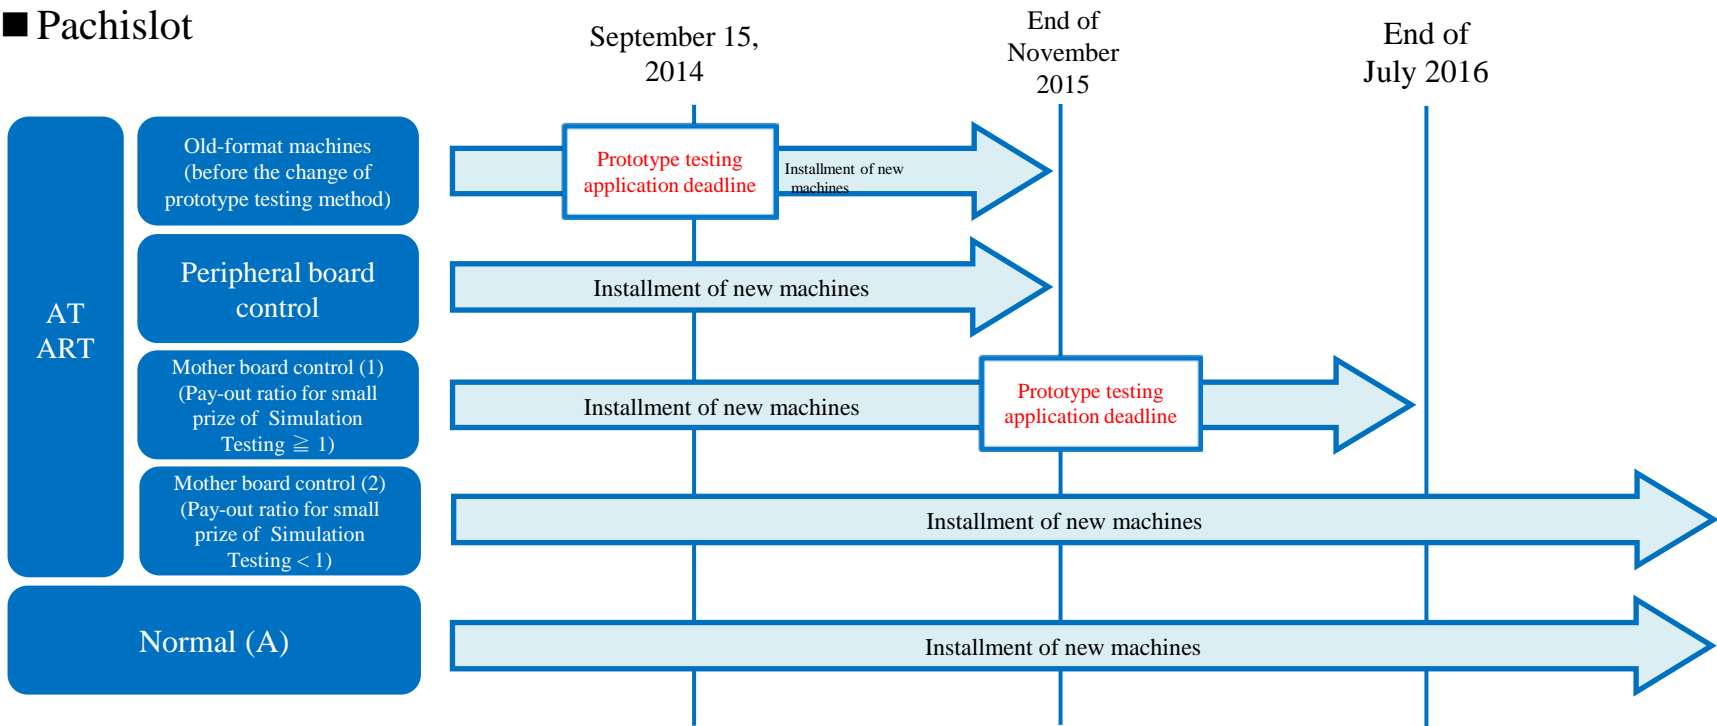 ■ Pachislot
September 15,
2014
End of
November
2015
End of
July 2016
AT
ART
Old-format machines
(before the change of
prototype testing method)
Prototype testing
application deadline
Installment of new
machines
Peripheral board
control
Installment of new machines
Mother board control (1)
(Pay-out ratio for small
prize of Simulation
Testing ≧ 1)
Installment of new machines
Prototype testing
application deadline
Mother board control (2)
(Pay-out ratio for small
prize of Simulation
Testing < 1)
Installment of new machines
Normal (A)
Installment of new machines